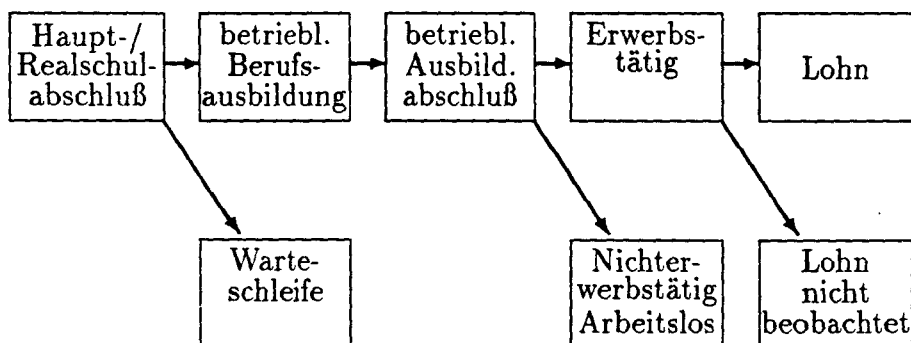 Haupt-/
Realschul-
abschluß
betriebl.
Berufs-
ausbildung
betriebl.
Ausbild.
abschluß
Erwerbs-
tätig
Lohn
Warte-
schleife
Nichter-
werbstätig
Arbeitslos
Lohn
nicht
beobachtet